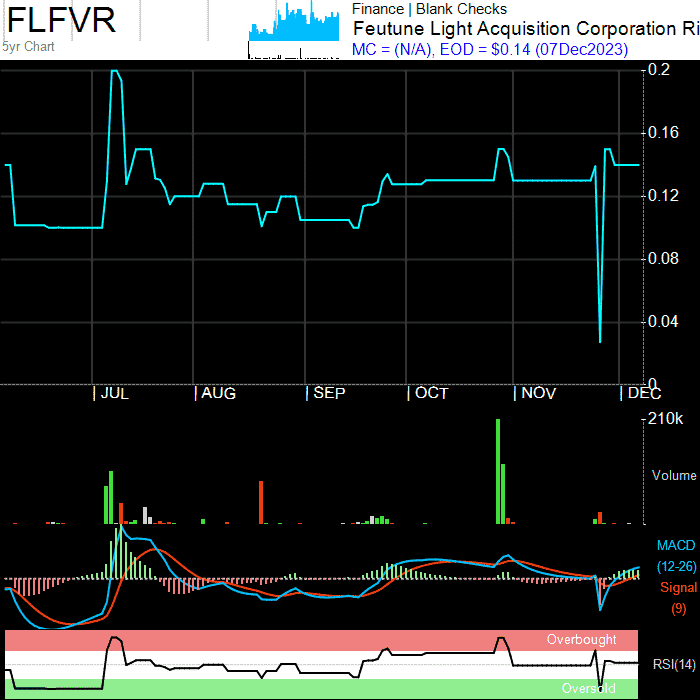 FLFVR
5yr Chart
Finance | Blank Checks
Feutune Light Acquisition Corporation Ri
MC = (N/A), EOD = $0.14 (07Dec2023)
0.2
0.16
0.12
0.08
0.04
0
JUL AUG SEP OCT NOV DEC
210k
Volume
MACD
(12-26)
Signal
(9)
Overbought
RSI(14)
Oversold